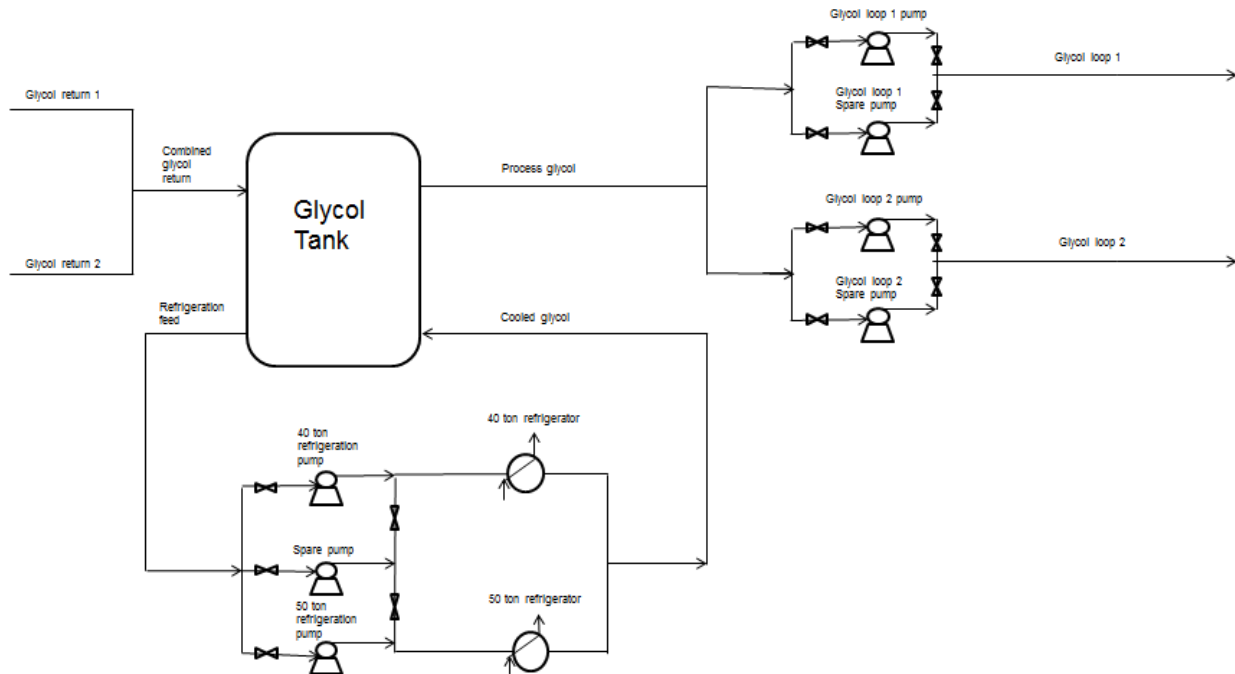 Glycol loop 1 pump
Glycol loop 1
Glycol return 1
Glycol loop 1
Spare pump
Combined
glycol
return
Process glycol
Glycol
Tank
Glycol loop 2 pump
Glycol loop 2
Glycol return 2
Glycol loop 2
Spare pump
Refrigeration
feed
Cooled glycol
40 ton refrigerator
40 ton
refrigeration
pump
Spare pump
50 ton refrigerator
50 ton
refrigeration
pump